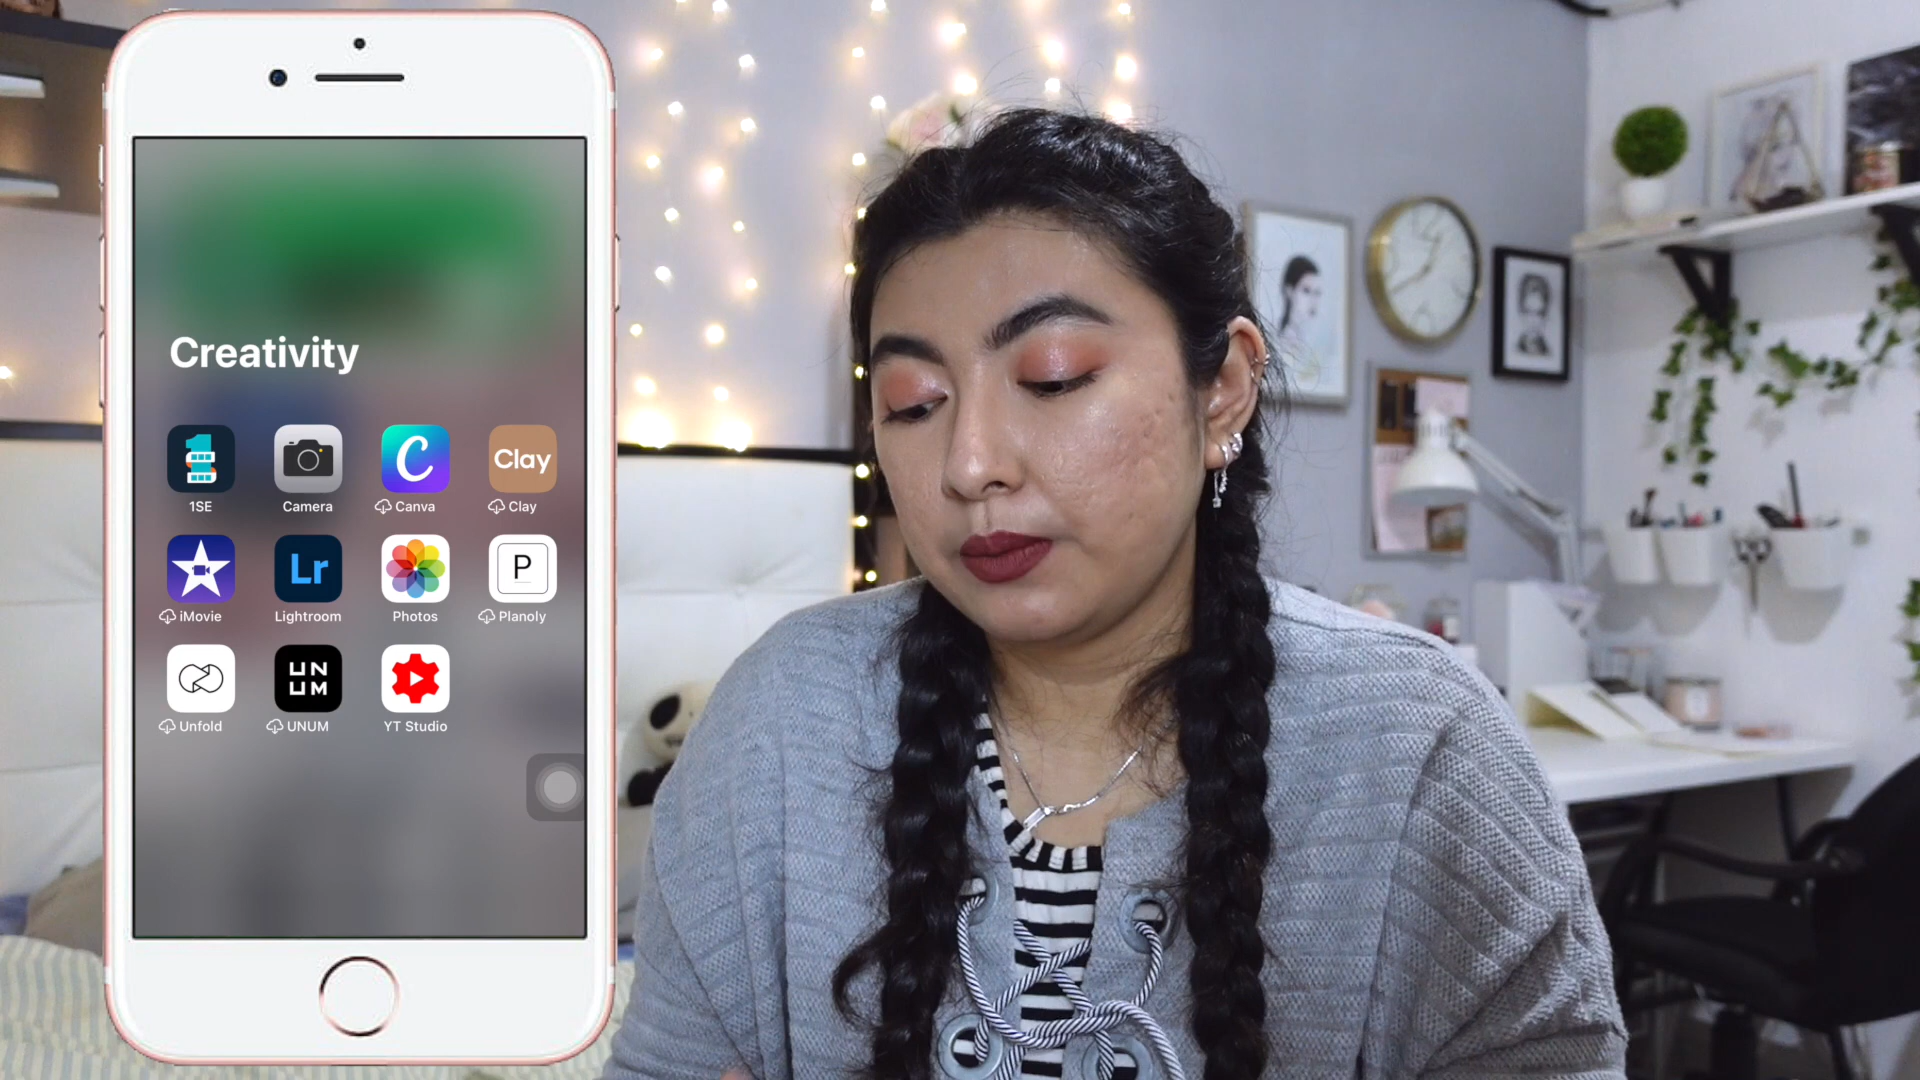 Creativity
Clay
1SE
Camera
Canva
Clay
Lr
P
iMovie
Lightroom
Photos
Planoly
UN
UM
Unfold
UNUM
YT Studio